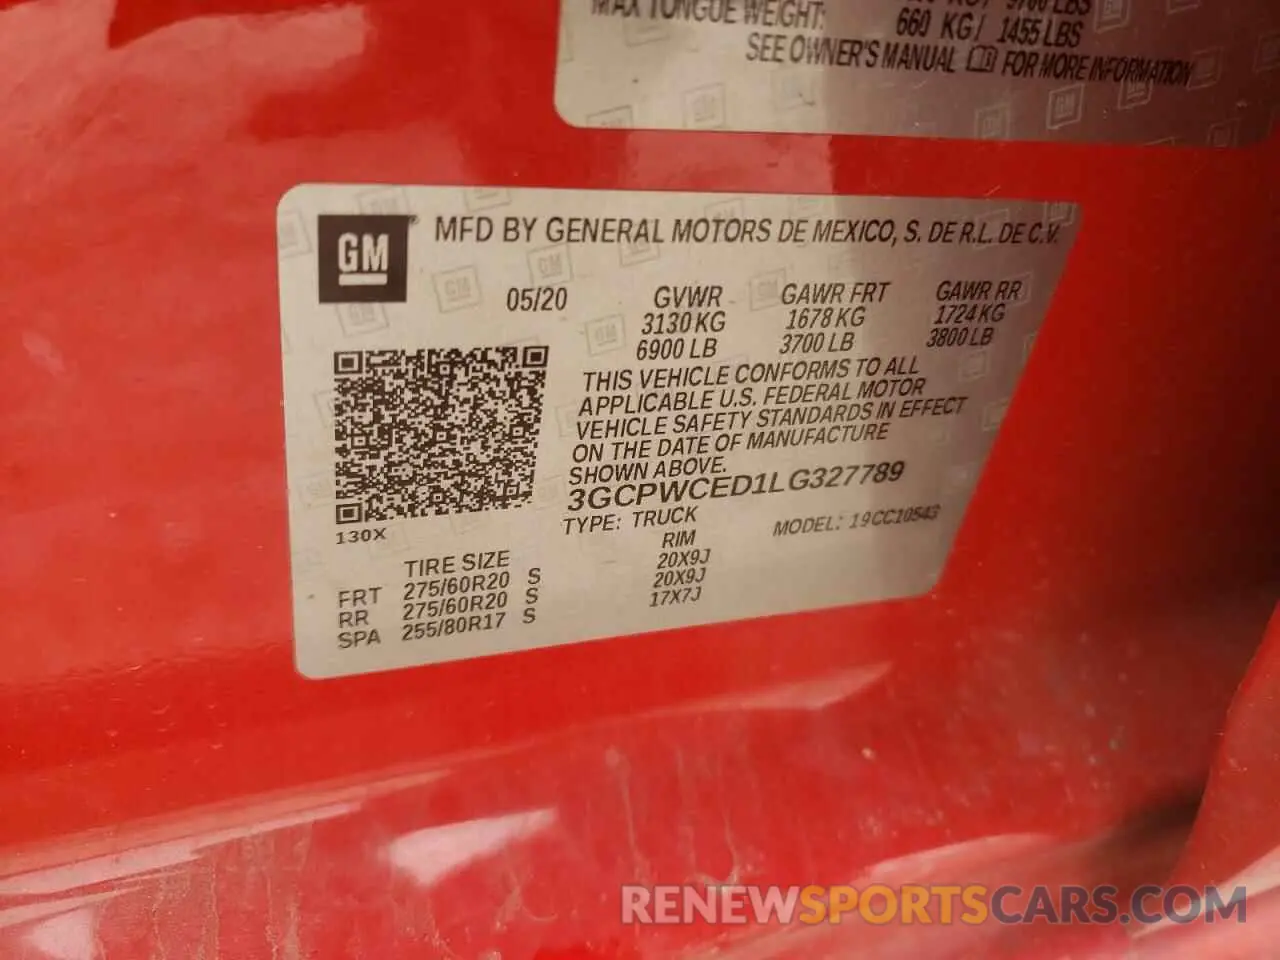 MAX TONGUE WEIGHT: 660 KG/ 1455 LBS
SEE OWNER'S MANUAL FOR MORE INFORMATION
GM
MFD BY GENERAL MOTORS DE MEXICO, S. DE R.L. DE C.V.
05/20 GVWR GAWR FRT GAWR RR
3130 KG 1678 KG 1724 KG
6900 LB 3700 LB 3800 LB
THIS VEHICLE CONFORMS TO ALL
APPLICABLE U.S. FEDERAL MOTOR
VEHICLE SAFETY STANDARDS IN EFFECT
ON THE DATE OF MANUFACTURE
SHOWN ABOVE.
3GCPWCED1LG327789
130X
TYPE: TRUCK MODEL: 19CC10543
TIRE SIZE RIM
FRT 275/60R20 S 20X9J
RR 275/60R20 S 20X9J
SPA 255/80R17 S 17X7J
RENEWSPORTSCARS.COM